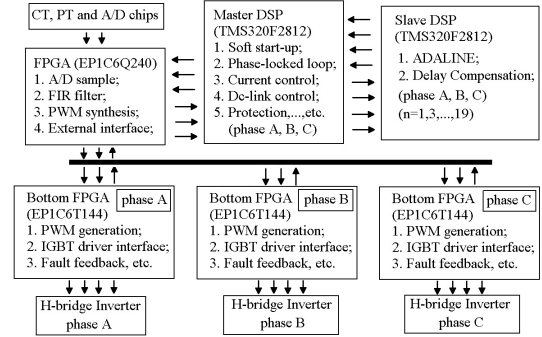 CT, PT and A/D chips
FPGA (EP1C6Q240)
1. A/D sample;
2. FIR filter;
3. PWM synthesis;
4. External interface;
Master DSP
(TMS320F2812)
1. Soft start-up;
2. Phase-locked loop;
3. Current control;
4. Dc-link control;
5. Protection,...,etc.
(phase A, B, C)
Slave DSP
(TMS320F2812)
1. ADALINE;
2. Delay Compensation;
(phase A, B, C)
(n=1,3,...,19)
Bottom FPGA
phase A
(EP1C6T144)
1. PWM generation;
2. IGBT driver interface;
3. Fault feedback, etc.
H-bridge Inverter
phase A
Bottom FPGA
phase B
(EP1C6T144)
1. PWM generation;
2. IGBT driver interface;
3. Fault feedback, etc.
H-bridge Inverter
phase B
Bottom FPGA
phase C
(EP1C6T144)
1. PWM generation;
2. IGBT driver interface;
3. Fault feedback, etc.
H-bridge Inverter
phase C